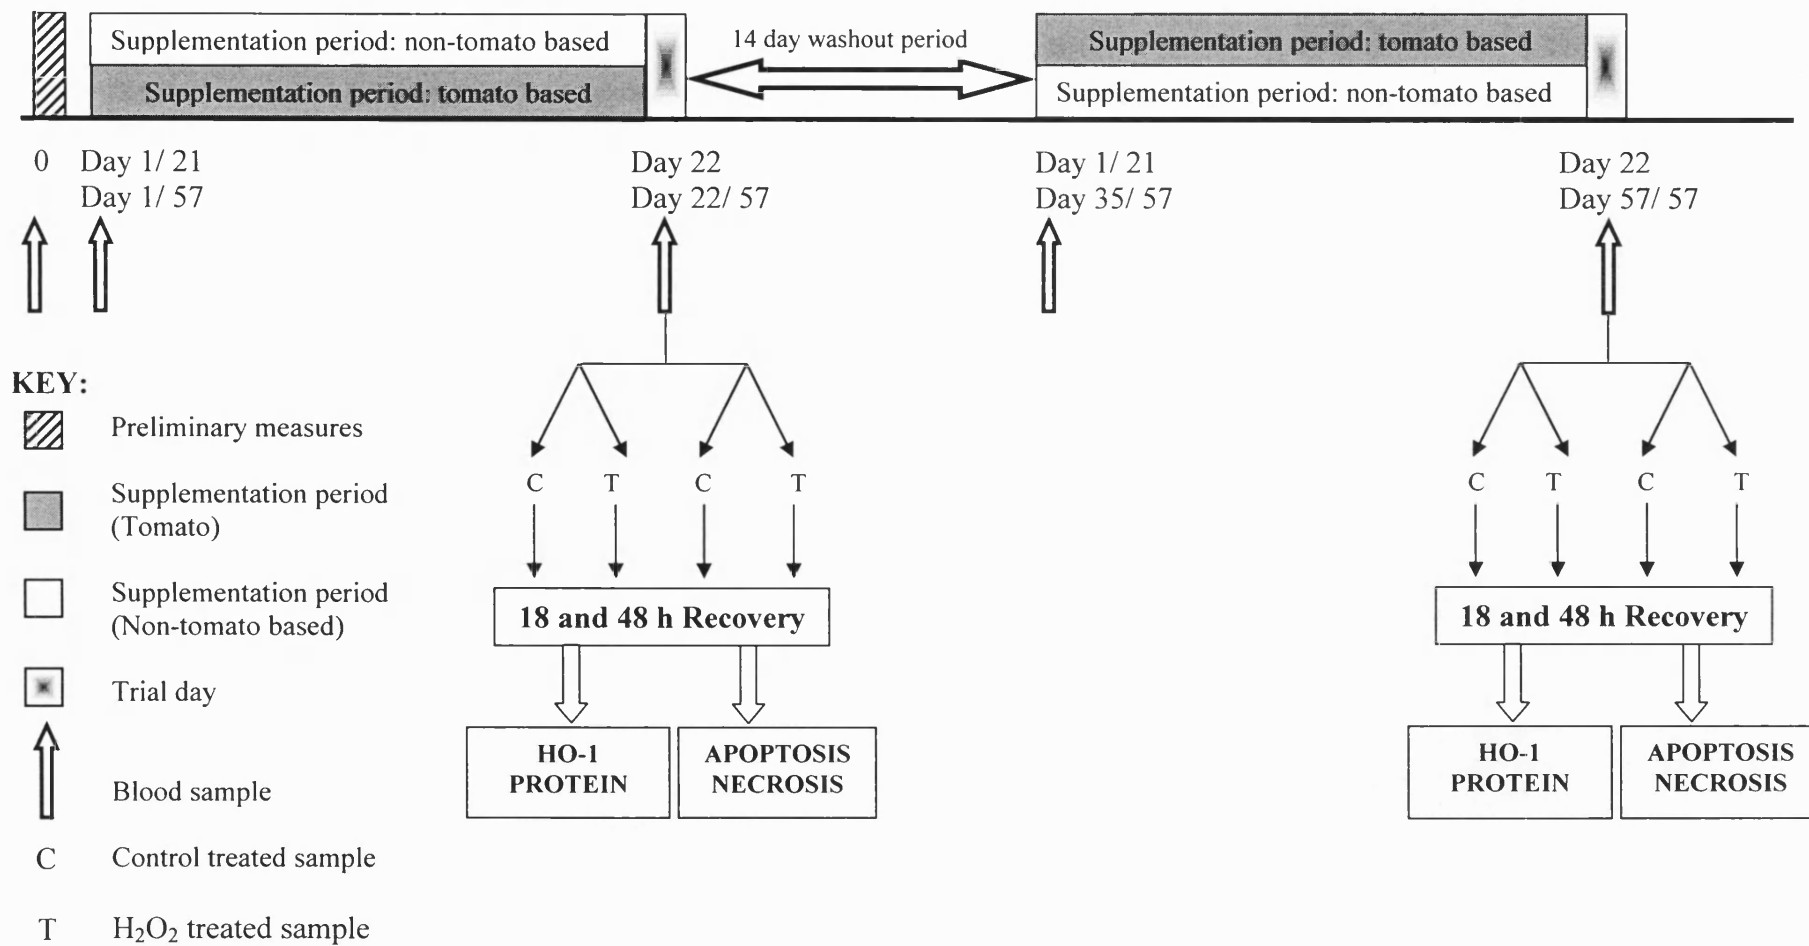 Supplementation period: non-tomato based
Supplementation period: tomato based
14 day washout period
Supplementation period: tomato based
Supplementation period: non-tomato based
0
Day 1/ 21
Day 1/ 57
Day 22
Day 22/ 57
Day 1/ 21
Day 35/ 57
Day 22
Day 57/ 57
KEY:
Preliminary measures
Supplementation period
(Tomato)
Supplementation period
(Non-tomato based)
Trial day
Blood sample
C Control treated sample
T H₂O₂ treated sample
C T C T
18 and 48 h Recovery
HO-1
PROTEIN
APOPTOSIS
NECROSIS
C T C T
18 and 48 h Recovery
HO-1
PROTEIN
APOPTOSIS
NECROSIS